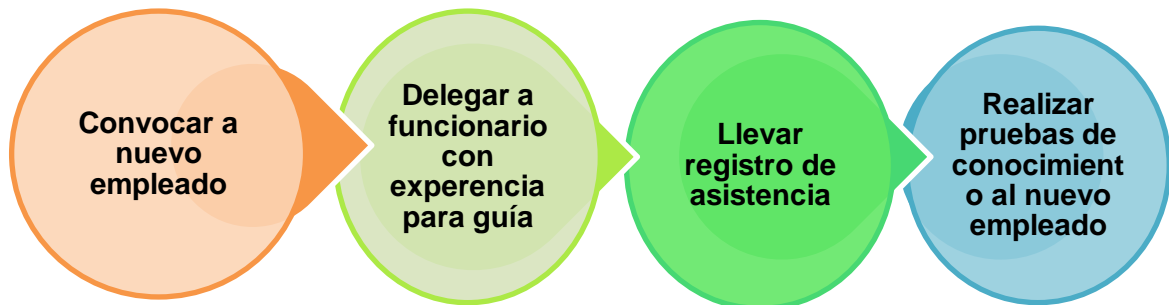 Convocar a
nuevo
empleado
Delegar a
funcionario
con
experencia
para guía
Llevar
registro de
asistencia
Realizar
pruebas de
conocimient
o al nuevo
empleado